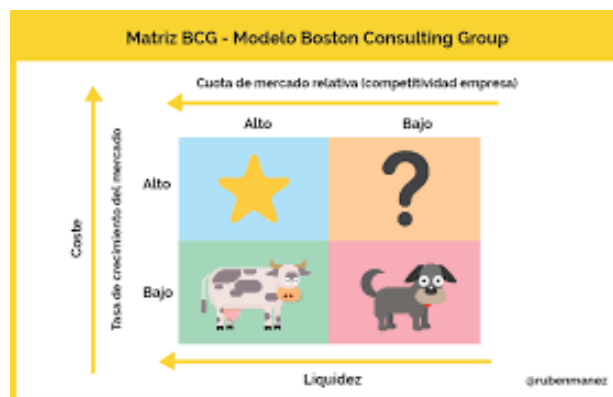 Matriz BCG - Modelo Boston Consulting Group
Cuota de mercado relativa (competitividad empresa)
Alto
Bajo
Coste
Tasa de crecimiento del mercado
Alto
?
Bajo
Liquidez
@rubenmanez